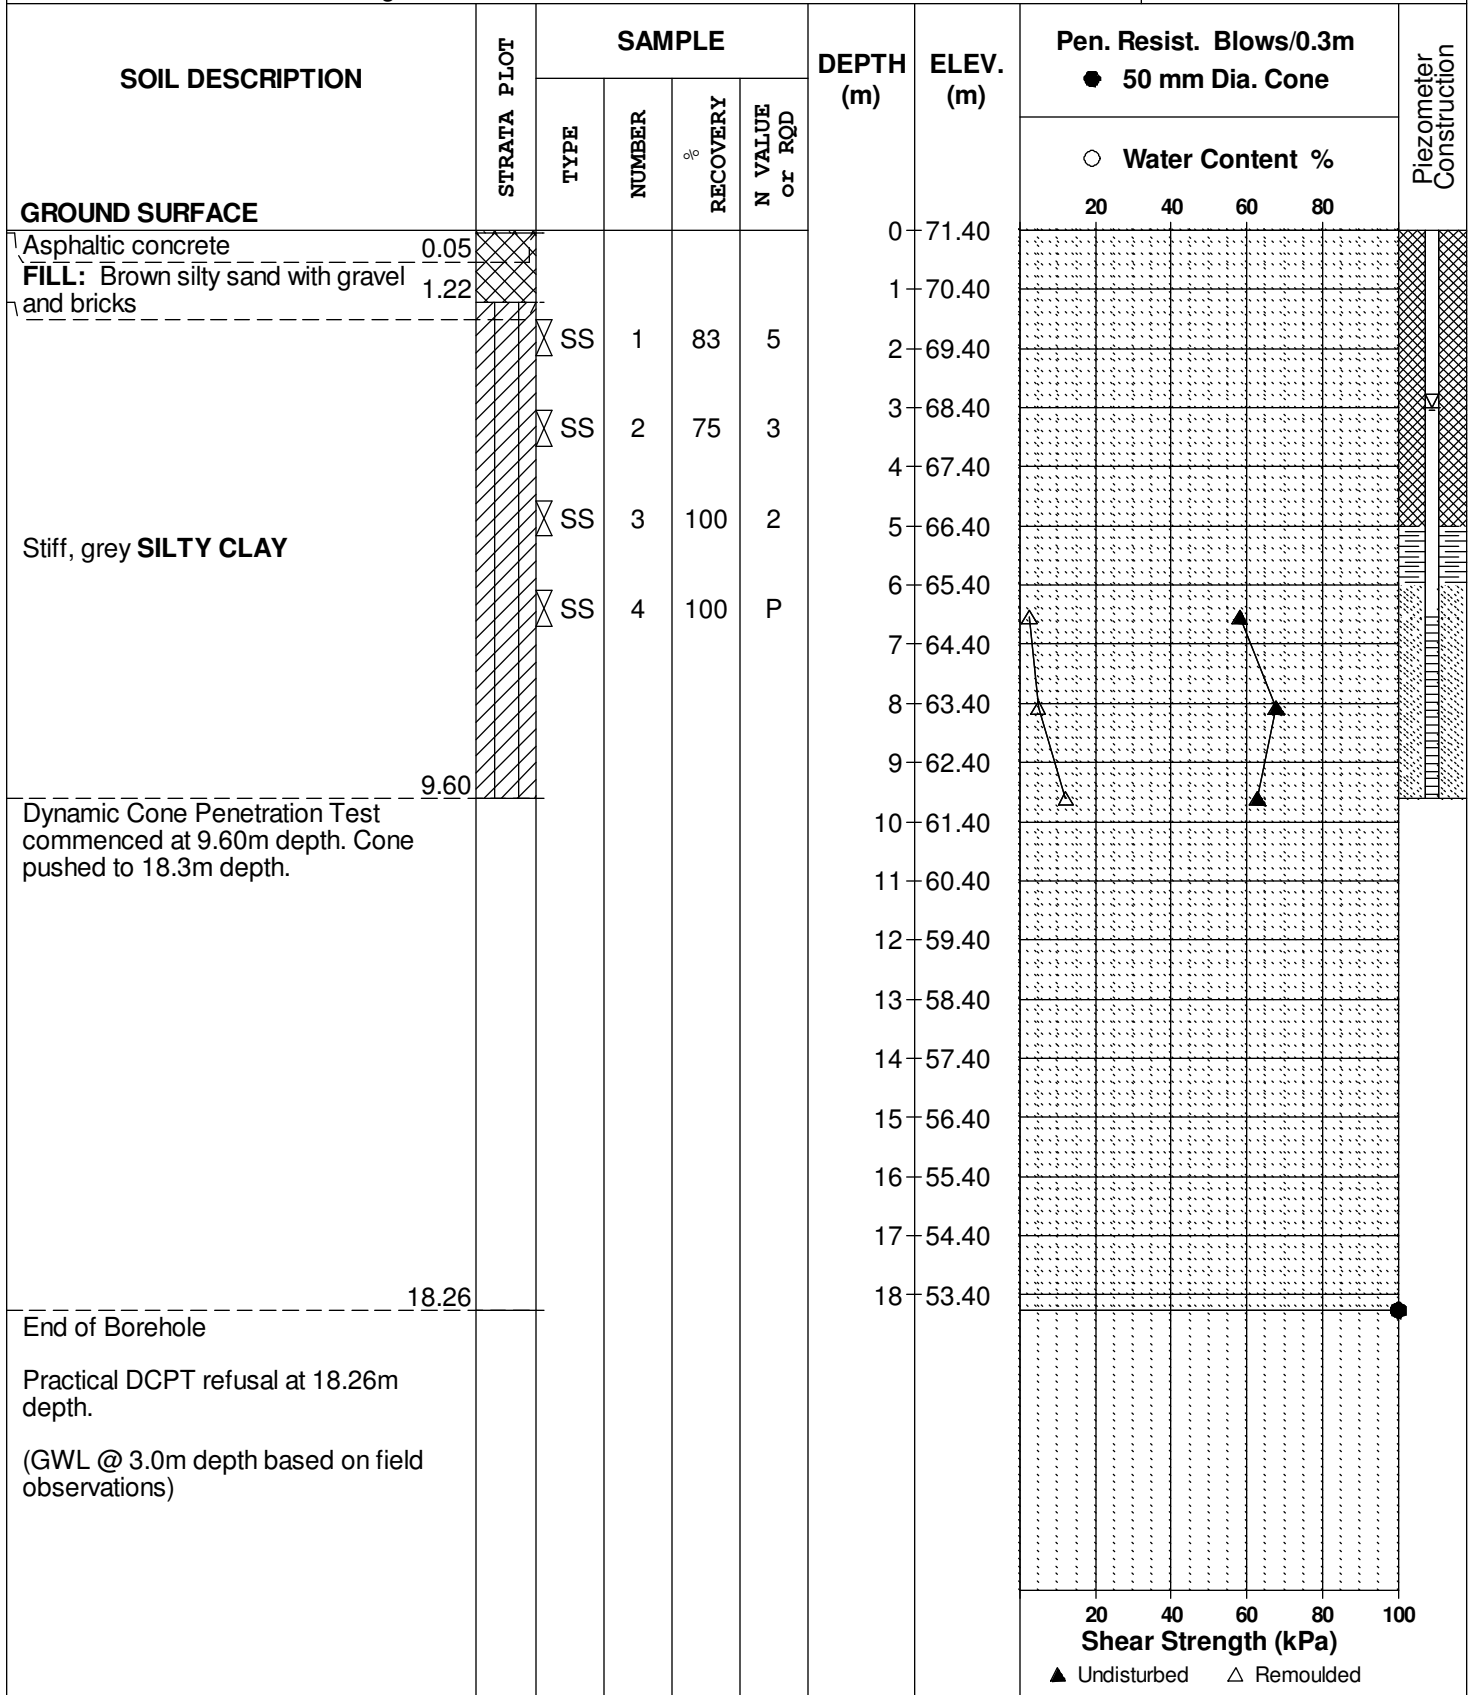 SOIL DESCRIPTION
STRATA PLOT
SAMPLE
TYPE
NUMBER
%
RECOVERY
N VALUE
or RQD
DEPTH
(m)
ELEV.
(m)
Pen. Resist. Blows/0.3m
● 50 mm Dia. Cone
○ Water Content %
20 40 60 80
Piezometer
Construction
GROUND SURFACE
0 71.40
Asphaltic concrete 0.05
FILL: Brown silty sand with gravel
and bricks 1.22
1 70.40
SS 1 83 5
2 69.40
3 68.40
SS 2 75 3
4 67.40
SS 3 100 2
5 66.40
Stiff, grey SILTY CLAY
6 65.40
SS 4 100 P
7 64.40
8 63.40
9 62.40
9.60
Dynamic Cone Penetration Test
commenced at 9.60m depth. Cone
pushed to 18.3m depth.
10 61.40
11 60.40
12 59.40
13 58.40
14 57.40
15 56.40
16 55.40
17 54.40
18 53.40
18.26
End of Borehole
Practical DCPT refusal at 18.26m
depth.
(GWL @ 3.0m depth based on field
observations)
20 40 60 80 100
Shear Strength (kPa)
▲ Undisturbed △ Remoulded